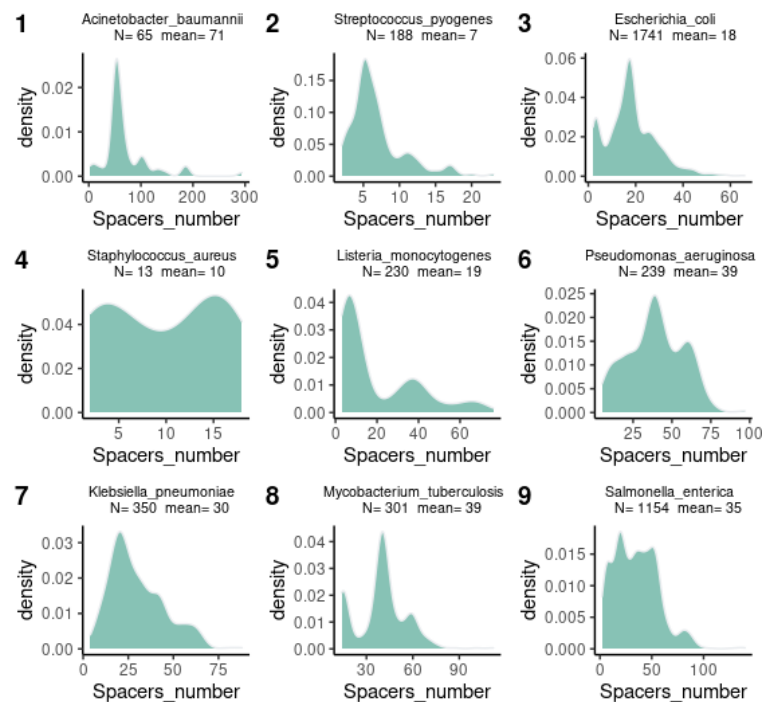 1 Acinetobacter_baumannii
N= 65 mean= 71
density
0.02
0.01
0.00
0 100 200 300
Spacers_number
2 Streptococcus_pyogenes
N= 188 mean= 7
density
0.15
0.10
0.05
0.00
5 10 15 20
Spacers_number
3 Escherichia_coli
N= 1741 mean= 18
density
0.06
0.04
0.02
0.00
0 20 40 60
Spacers_number
4 Staphylococcus_aureus
N= 13 mean= 10
density
0.04
0.02
0.00
5 10 15
Spacers_number
5 Listeria_monocytogenes
N= 230 mean= 19
density
0.04
0.03
0.02
0.01
0.00
0 20 40 60
Spacers_number
6 Pseudomonas_aeruginosa
N= 239 mean= 39
density
0.025
0.020
0.015
0.010
0.005
0.000
25 50 75 100
Spacers_number
7 Klebsiella_pneumoniae
N= 350 mean= 30
density
0.03
0.02
0.01
0.00
0 25 50 75
Spacers_number
8 Mycobacterium_tuberculosis
N= 301 mean= 39
density
0.04
0.03
0.02
0.01
0.00
30 60 90
Spacers_number
9 Salmonella_enterica
N= 1154 mean= 35
density
0.015
0.010
0.005
0.000
0 50 100
Spacers_number